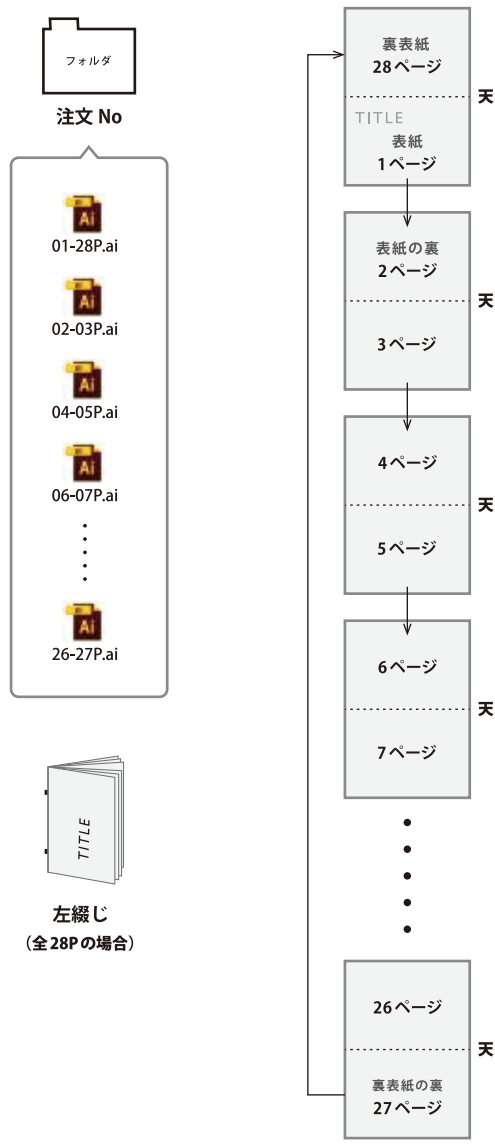 フォルダ
注文 No
Ai
01-28P.ai
Ai
02-03P.ai
Ai
04-05P.ai
Ai
06-07P.ai
Ai
26-27P.ai
TITLE
左綴じ
（全28Pの場合）
裏表紙
28ページ
天
TITLE
表紙
1ページ
表紙の裏
2ページ
天
3ページ
4ページ
天
5ページ
6ページ
天
7ページ
26ページ
天
裏表紙の裏
27ページ